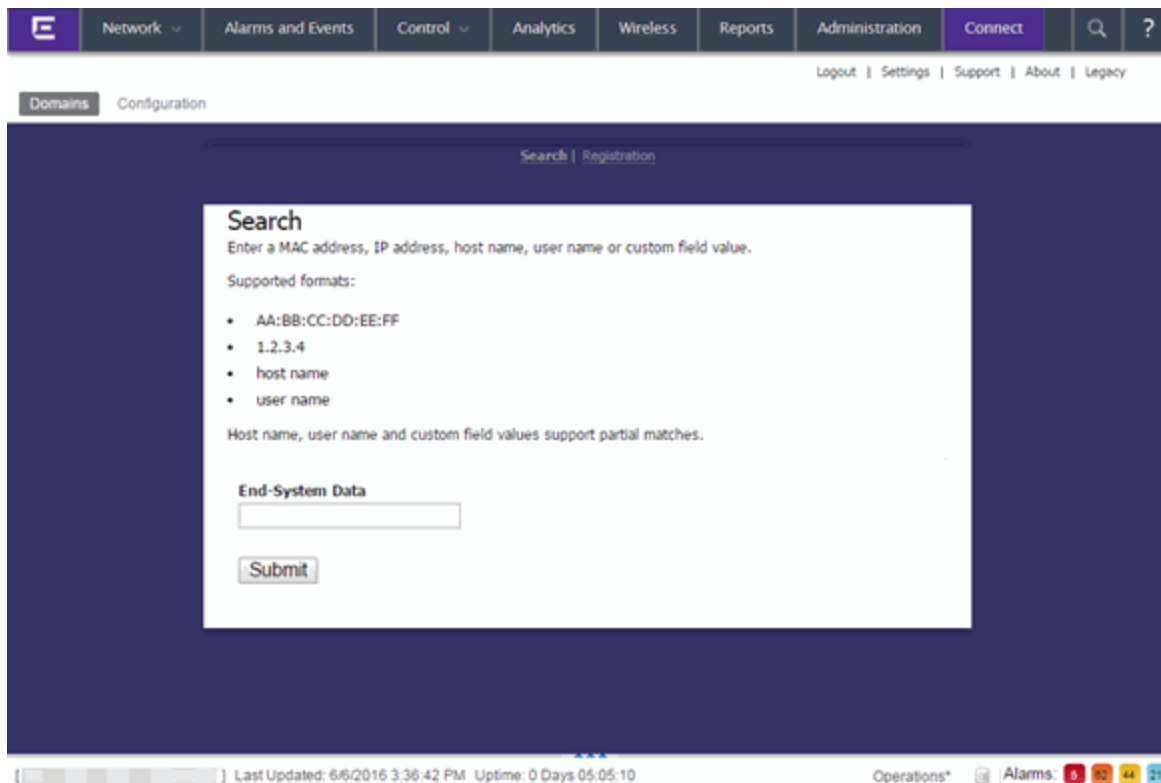 Network Alarms and Events Control Analytics Wireless Reports Administration Connect ?
Logout | Settings | Support | About | Legacy
Domains Configuration
Search | Registration
Search
Enter a MAC address, IP address, host name, user name or custom field value.
Supported formats:
• AA:BB:CC:DD:EE:FF
• 1.2.3.4
• host name
• user name
Host name, user name and custom field values support partial matches.
End-System Data
Submit
[ ] Last Updated: 6/6/2016 3:36:42 PM Uptime: 0 Days 05:05:10 Operations* Alarms: 5 62 44